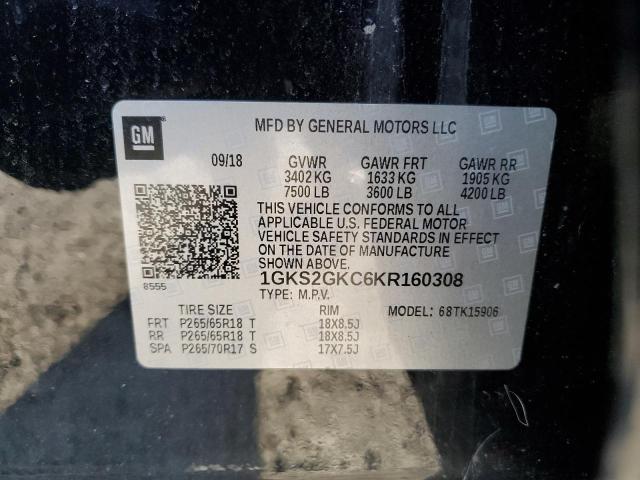 GM
MFD BY GENERAL MOTORS LLC
09/18 GVWR GAWR FRT GAWR RR
3402 KG 1633 KG 1905 KG
7500 LB 3600 LB 4200 LB
THIS VEHICLE CONFORMS TO ALL
APPLICABLE U.S. FEDERAL MOTOR
VEHICLE SAFETY STANDARDS IN EFFECT
ON THE DATE OF MANUFACTURE
SHOWN ABOVE.
8555
1GKS2GKC6KR160308
TYPE: M.P.V.
TIRE SIZE RIM MODEL: 68TK15906
FRT P265/65R18 T 18X8.5J
RR P265/65R18 T 18X8.5J
SPA P265/70R17 S 17X7.5J